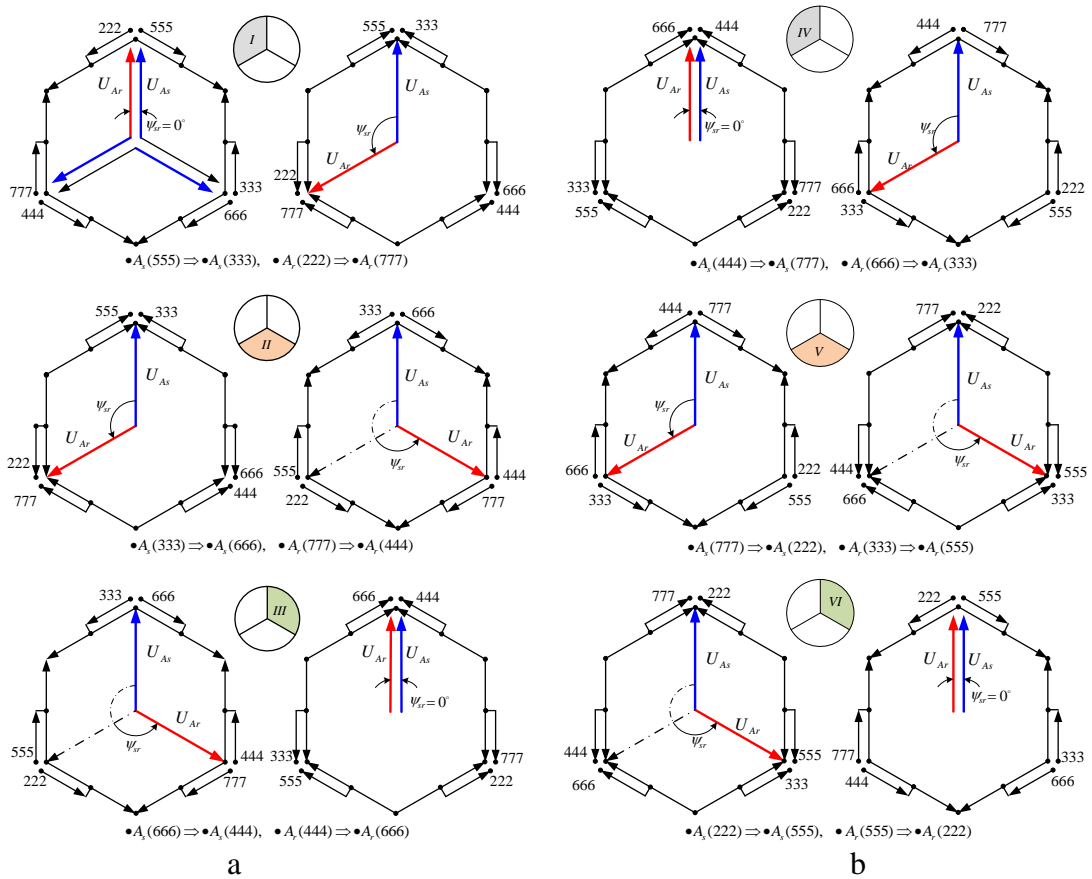 222 555
I
U_Ar U_As
ψ_sr = 0°
777 333
444 666
555 333
U_As
ψ_sr
U_Ar
222 666
777 444
•A_s(555) ⇒ •A_s(333), •A_r(222) ⇒ •A_r(777)
666 444
IV
U_Ar U_As
ψ_sr = 0°
333 777
555 222
444 777
U_As
ψ_sr
U_Ar
666 222
333 555
•A_s(444) ⇒ •A_s(777), •A_r(666) ⇒ •A_r(333)
555 333
II
U_As
ψ_sr
U_Ar
222 666
777 444
333 666
U_As
U_Ar
ψ_sr
555 444
222 777
•A_s(333) ⇒ •A_s(666), •A_r(777) ⇒ •A_r(444)
444 777
V
U_As
ψ_sr
U_Ar
666 222
333 555
777 222
U_As
U_Ar
ψ_sr
444 555
666 333
•A_s(777) ⇒ •A_s(222), •A_r(333) ⇒ •A_r(555)
333 666
III
U_As
U_Ar
ψ_sr
555 444
222 777
666 444
U_Ar U_As
ψ_sr = 0°
333 777
555 222
•A_s(666) ⇒ •A_s(444), •A_r(444) ⇒ •A_r(666)
777 222
VI
U_As
U_Ar
ψ_sr
444 555
666 333
222 555
U_Ar U_As
ψ_sr = 0°
777 333
444 666
•A_s(222) ⇒ •A_s(555), •A_r(555) ⇒ •A_r(222)
a
b